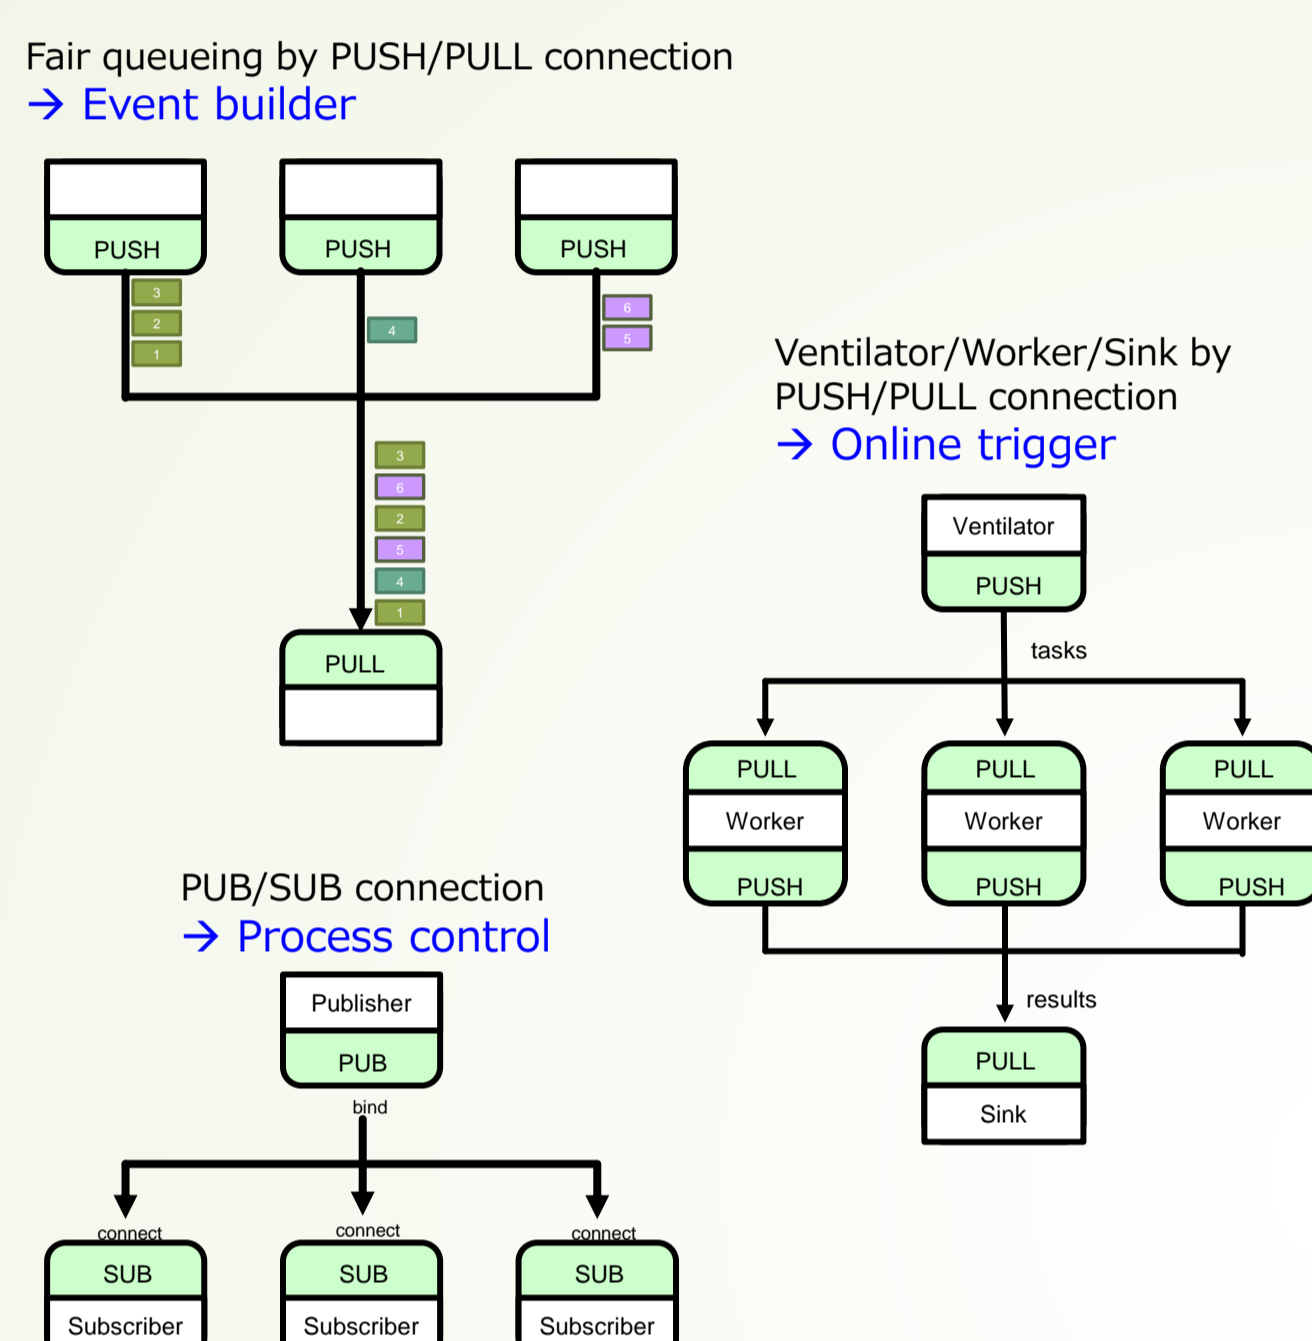 Fair queueing by PUSH/PULL connection
→ Event builder
PUSH
PUSH
PUSH
3
2
1
4
6
5
3
6
2
5
4
1
PULL
Ventilator/Worker/Sink by
PUSH/PULL connection
→ Online trigger
Ventilator
PUSH
tasks
PULL
PULL
PULL
Worker
Worker
Worker
PUSH
PUSH
PUSH
results
PULL
Sink
PUB/SUB connection
→ Process control
Publisher
PUB
bind
connect
connect
connect
SUB
SUB
SUB
Subscriber
Subscriber
Subscriber